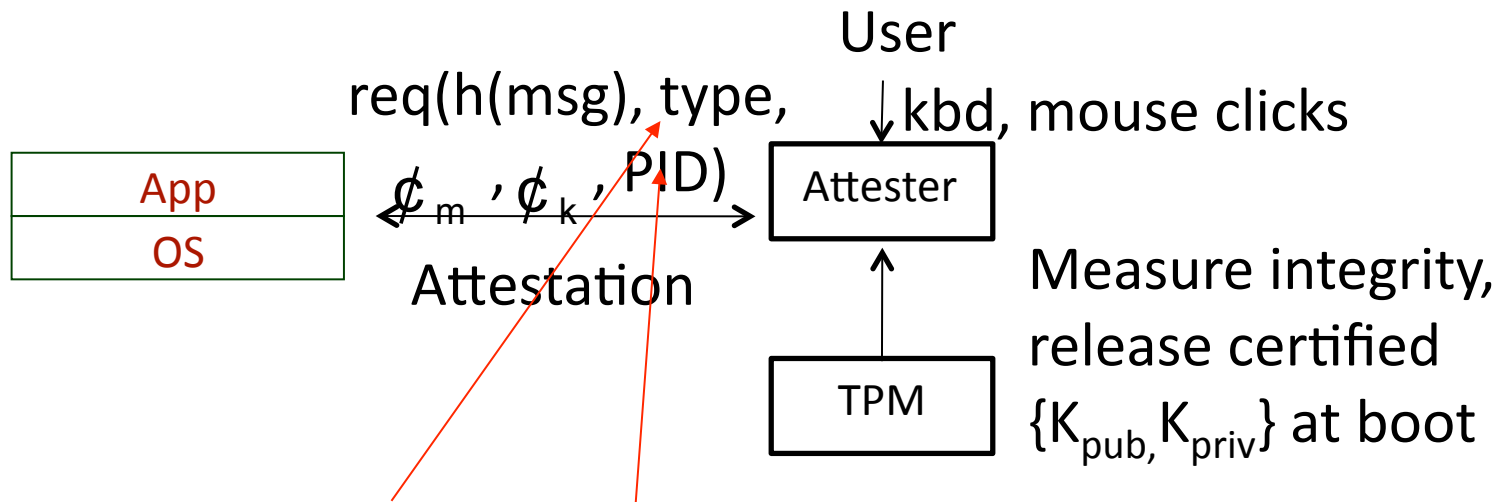 User
req(h(msg), type,
kbd, mouse clicks
₵m , ₵k , PID)
App
OS
Attester
Attestation
Measure integrity,
release certified
{Kpub, Kpriv} at boot
TPM